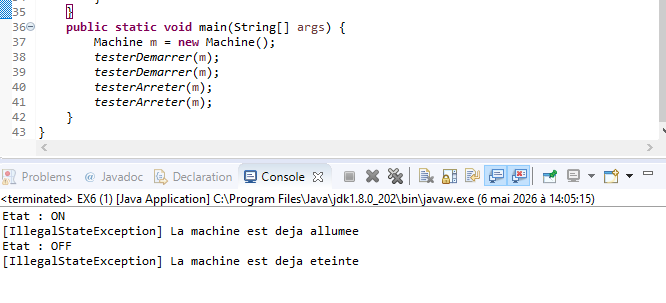 35 }
36 public static void main(String[] args) {
37 Machine m = new Machine();
38 testerDemarrer(m);
39 testerDemarrer(m);
40 testerArreter(m);
41 testerArreter(m);
42 }
43 }
Problems @ Javadoc Declaration Console
<terminated> EX6 (1) [Java Application] C:\Program Files\Java\jdk1.8.0_202\bin\javaw.exe (6 mai 2026 à 14:05:15)
Etat : ON
[IllegalStateException] La machine est deja allumee
Etat : OFF
[IllegalStateException] La machine est deja eteinte